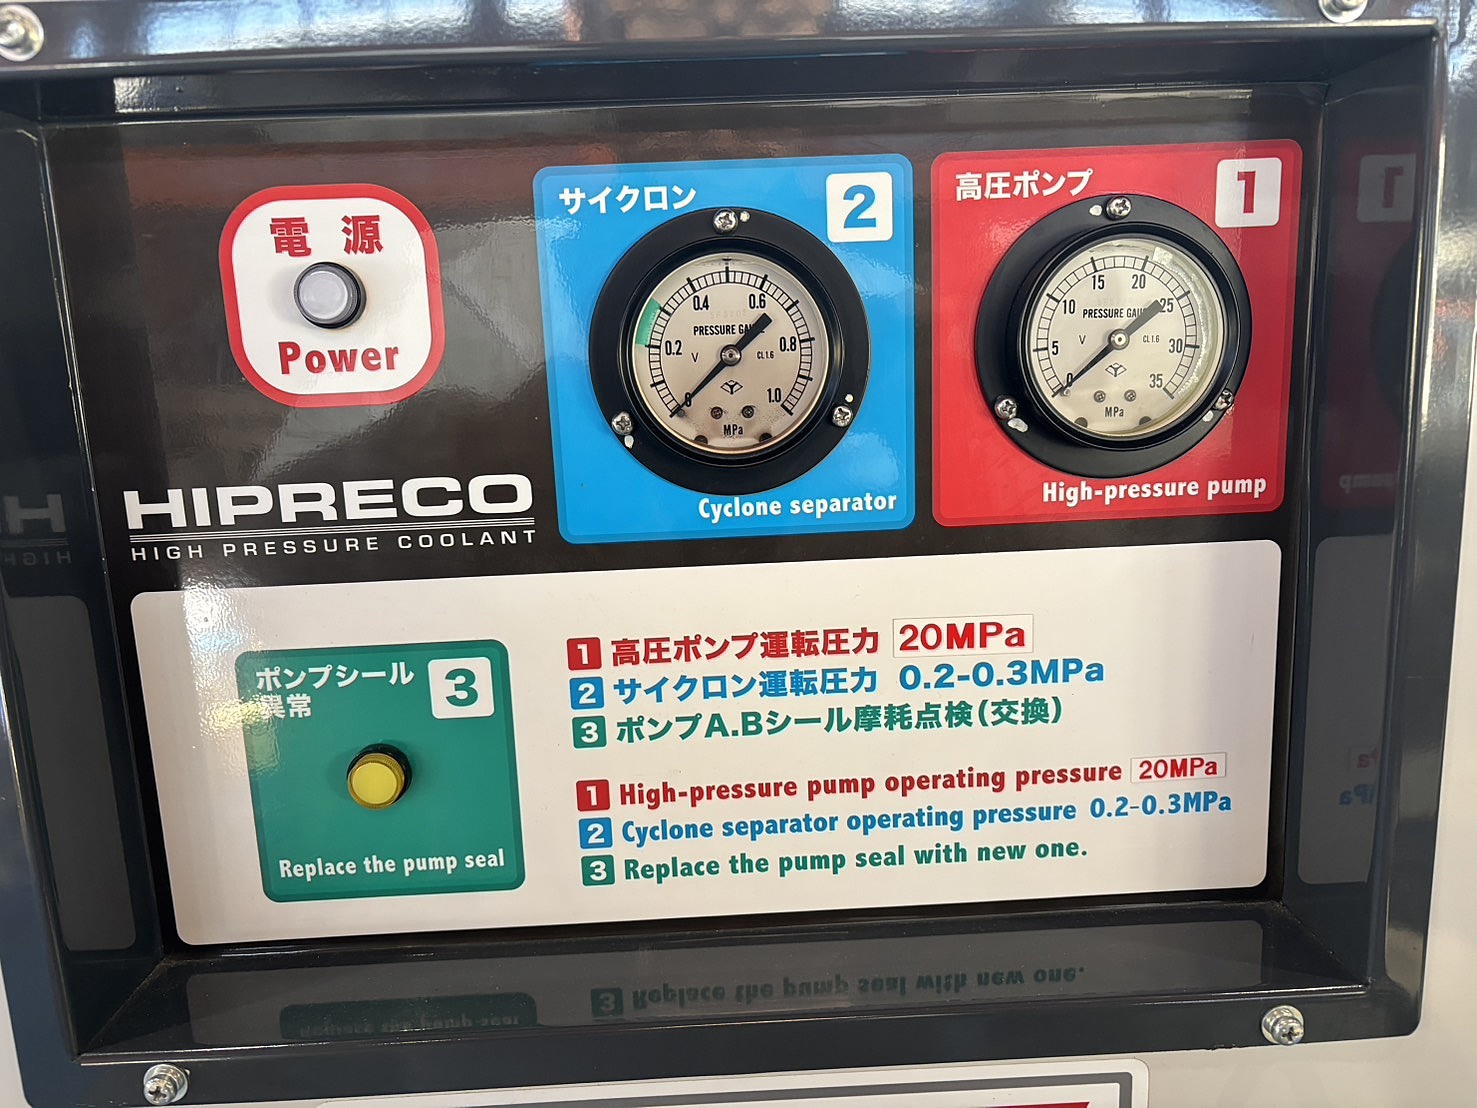 電源
Power
HIPRECO
HIGH PRESSURE COOLANT
サイクロン
2
0
0.2
0.4
0.6
0.8
1.0
PRESSURE
V
CL1.6
MPa
Cyclone separator
高圧ポンプ
1
0
5
10
15
20
25
30
35
PRESSURE
V
CL1.6
MPa
High-pressure pump
ポンプシール
異常
3
Replace the pump seal
1 高圧ポンプ運転圧力 20MPa
2 サイクロン運転圧力 0.2-0.3MPa
3 ポンプA.Bシール摩耗点検(交換)
1 High-pressure pump operating pressure 20MPa
2 Cyclone separator operating pressure 0.2-0.3MPa
3 Replace the pump seal with new one.